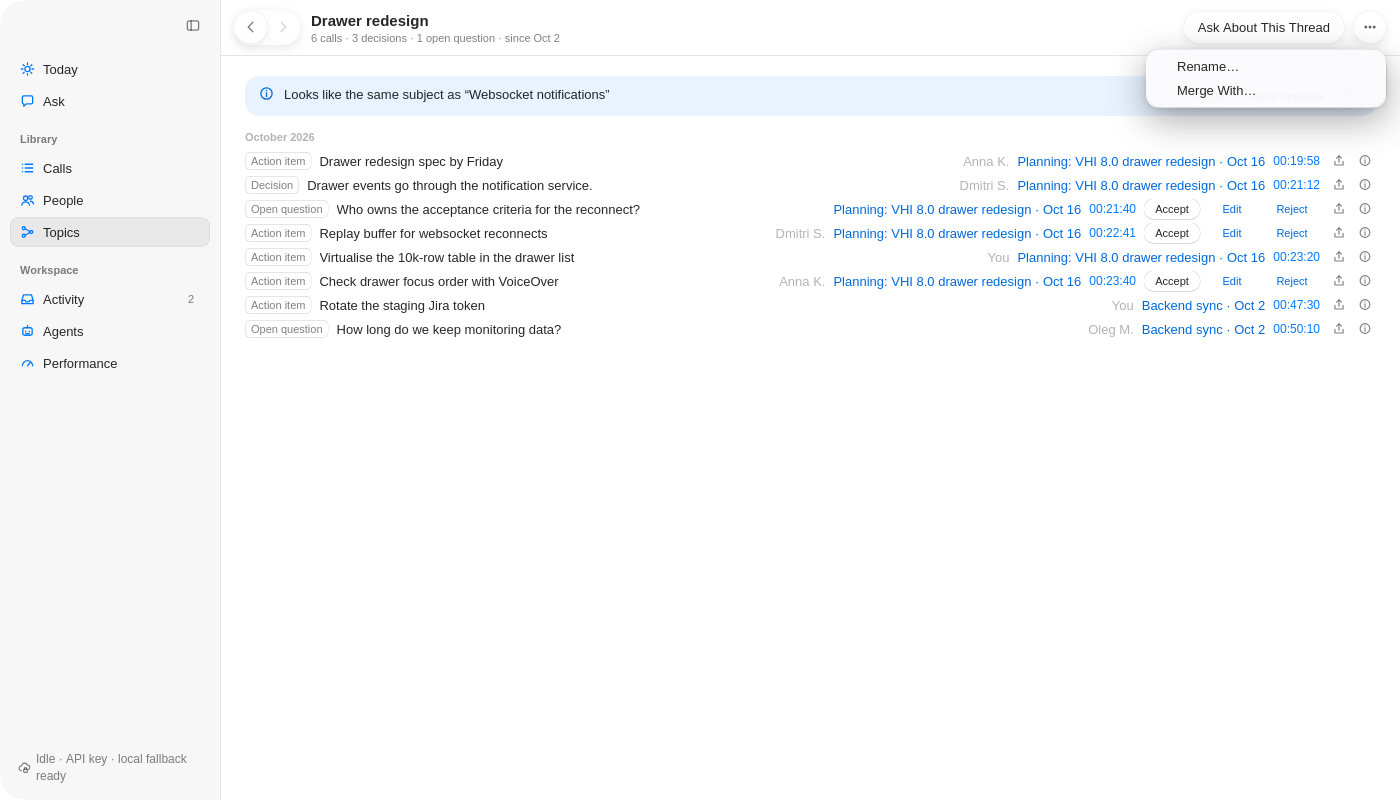 Today
Ask
Library
Calls
People
Topics
Workspace
Activity 2
Agents
Performance
Idle · API key · local fallback
ready
Drawer redesign
6 calls · 3 decisions · 1 open question · since Oct 2
Ask About This Thread
Rename…
Merge With…
Looks like the same subject as “Websocket notifications”
October 2026
Action item Drawer redesign spec by Friday Anna K. Planning: VHI 8.0 drawer redesign · Oct 16 00:19:58
Decision Drawer events go through the notification service. Dmitri S. Planning: VHI 8.0 drawer redesign · Oct 16 00:21:12
Open question Who owns the acceptance criteria for the reconnect? Planning: VHI 8.0 drawer redesign · Oct 16 00:21:40 Accept Edit Reject
Action item Replay buffer for websocket reconnects Dmitri S. Planning: VHI 8.0 drawer redesign · Oct 16 00:22:41 Accept Edit Reject
Action item Virtualise the 10k-row table in the drawer list You Planning: VHI 8.0 drawer redesign · Oct 16 00:23:20
Action item Check drawer focus order with VoiceOver Anna K. Planning: VHI 8.0 drawer redesign · Oct 16 00:23:40 Accept Edit Reject
Action item Rotate the staging Jira token You Backend sync · Oct 2 00:47:30
Open question How long do we keep monitoring data? Oleg M. Backend sync · Oct 2 00:50:10